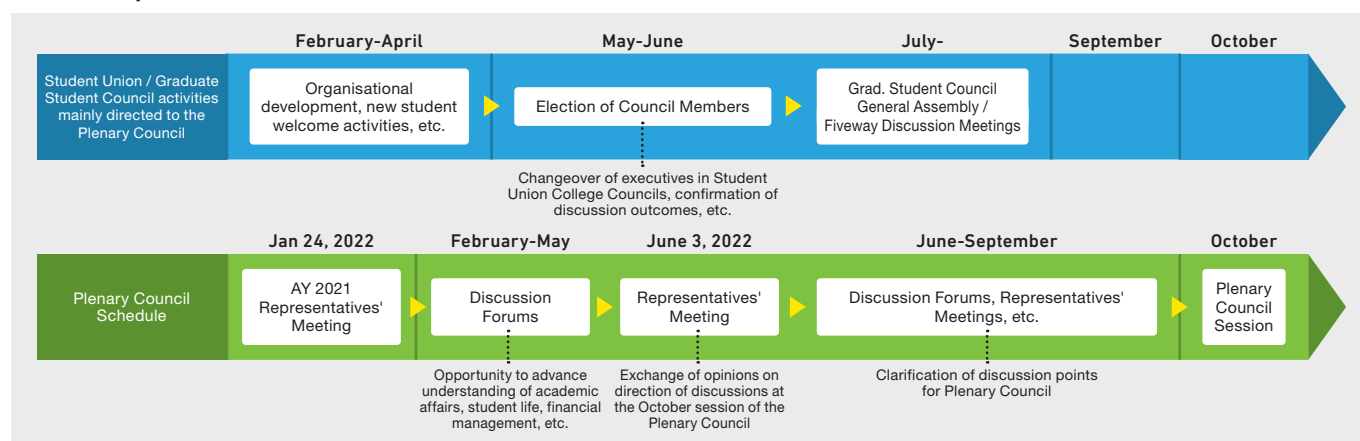 February-April
May-June
July-
September
October
Student Union / Graduate
Student Council activities
mainly directed to the
Plenary Council
Organisational
development, new student
welcome activities, etc.
Election of Council Members
Grad. Student Council
General Assembly /
Fiveway Discussion Meetings
Changeover of executives in Student
Union College Councils, confirmation of
discussion outcomes, etc.
Jan 24, 2022
February-May
June 3, 2022
June-September
October
Plenary Council
Schedule
AY 2021
Representatives'
Meeting
Discussion
Forums
Representatives'
Meeting
Discussion Forums, Representatives'
Meetings, etc.
Plenary
Council
Session
Opportunity to advance
understanding of academic
affairs, student life, financial
management, etc.
Exchange of opinions on
direction of discussions at
the October session of the
Plenary Council
Clarification of discussion points
for Plenary Council